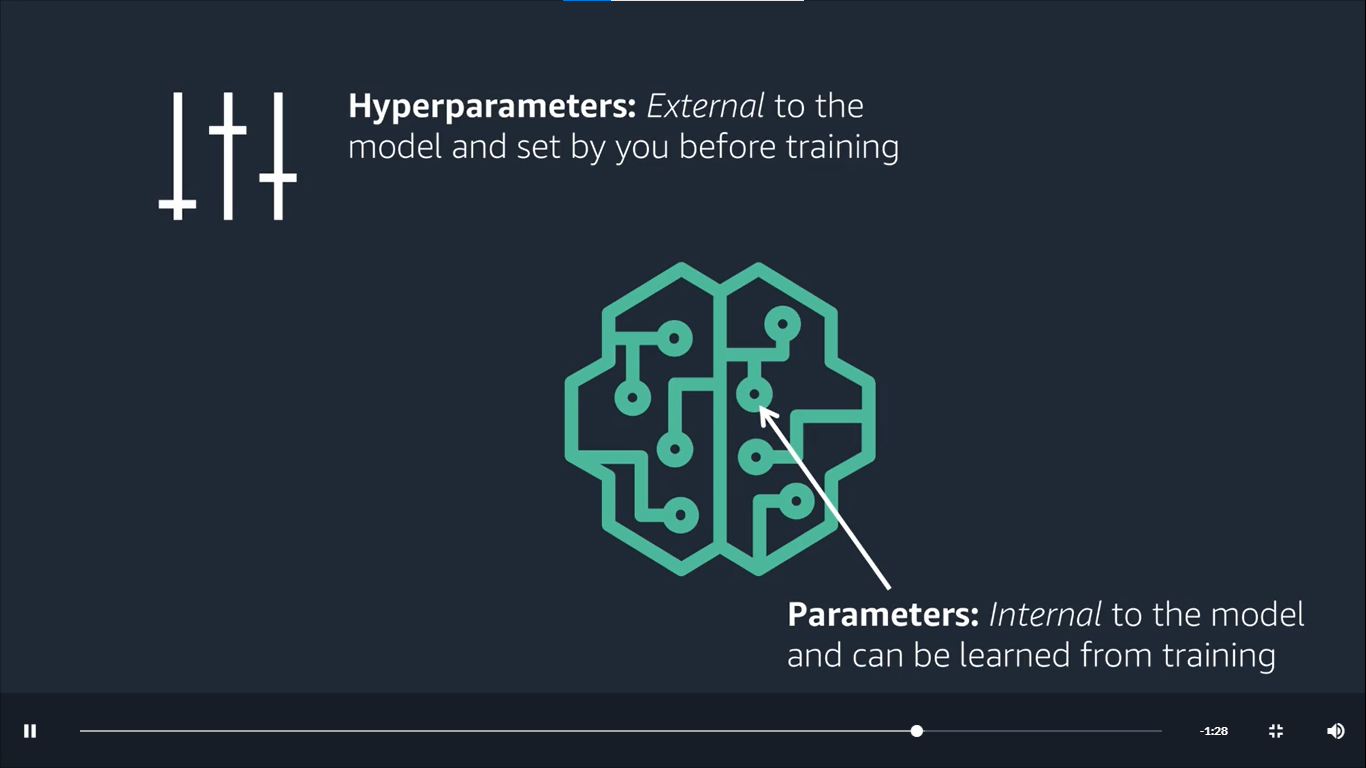 Hyperparameters: External to the
model and set by you before training
Parameters: Internal to the model
and can be learned from training
-1:28